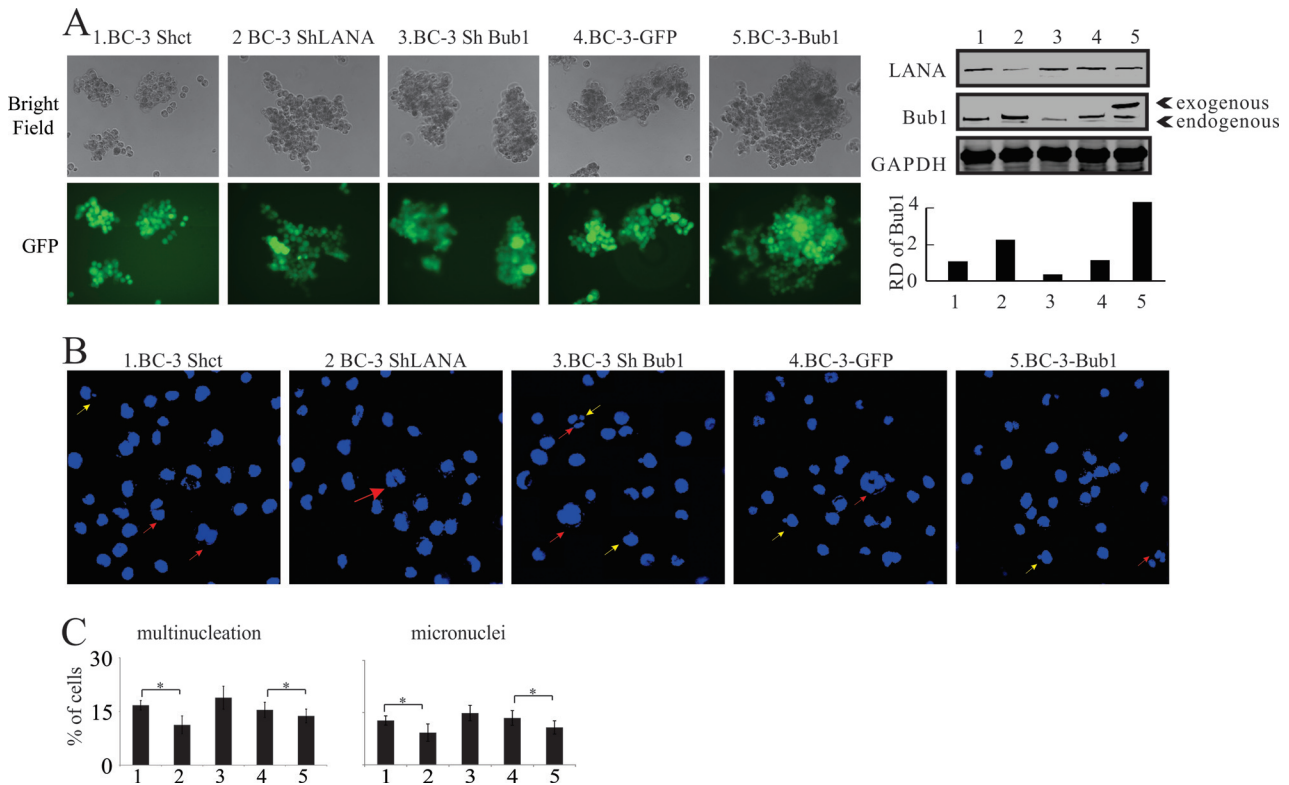 A
1.BC-3 Shct
2 BC-3 ShLANA
3.BC-3 Sh Bub1
4.BC-3-GFP
5.BC-3-Bub1
Bright
Field
GFP
1 2 3 4 5
LANA
Bub1
exogenous
endogenous
GAPDH
RD of Bub1
4
2
0
1 2 3 4 5
B
1.BC-3 Shct
2 BC-3 ShLANA
3.BC-3 Sh Bub1
4.BC-3-GFP
5.BC-3-Bub1
C
multinucleation
% of cells
30
15
0
* *
1 2 3 4 5
micronuclei
* *
1 2 3 4 5